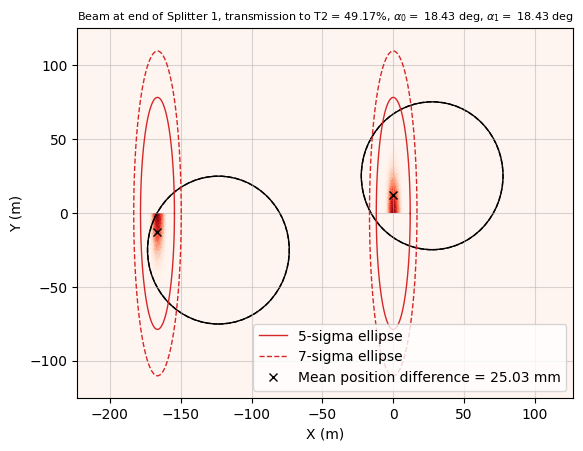 Beam at end of Splitter 1, transmission to T2 = 49.17%, α₀ = 18.43 deg, α₁ = 18.43 deg
100
50
0
−50
−100
Y (m)
5-sigma ellipse
7-sigma ellipse
Mean position difference = 25.03 mm
−200 −150 −100 −50 0 50 100
X (m)